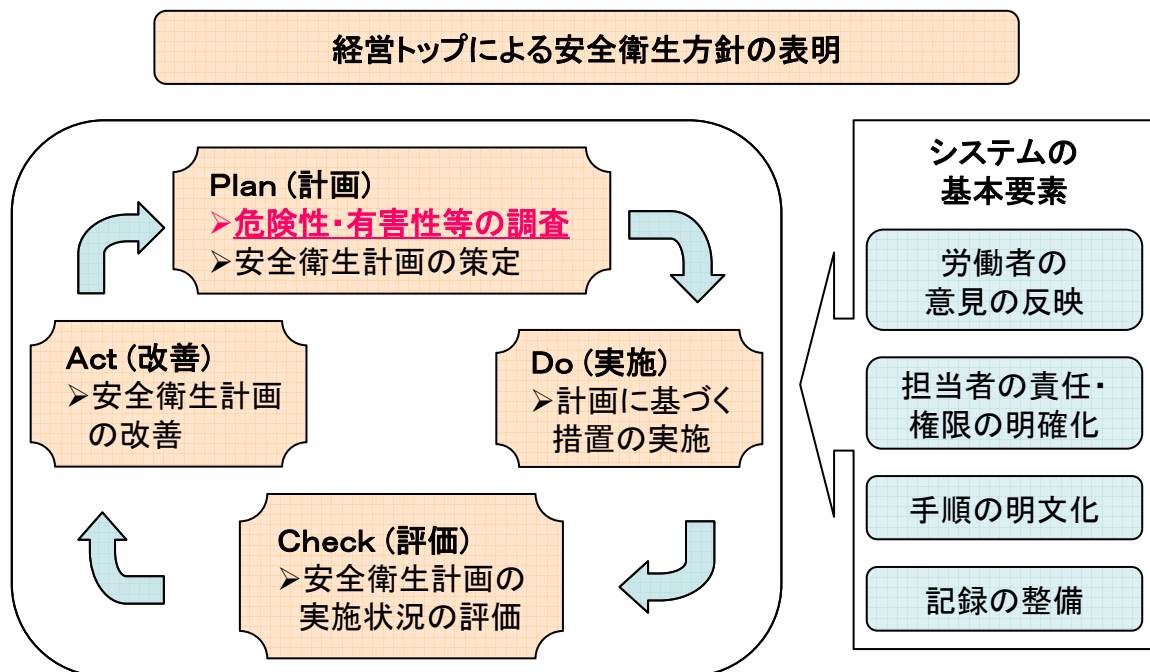 経営トップによる安全衛生方針の表明
Plan (計画)
➢危険性・有害性等の調査
➢安全衛生計画の策定
Do (実施)
➢計画に基づく
措置の実施
Check (評価)
➢安全衛生計画の
実施状況の評価
Act (改善)
➢安全衛生計画
の改善
システムの
基本要素
労働者の
意見の反映
担当者の責任・
権限の明確化
手順の明文化
記録の整備